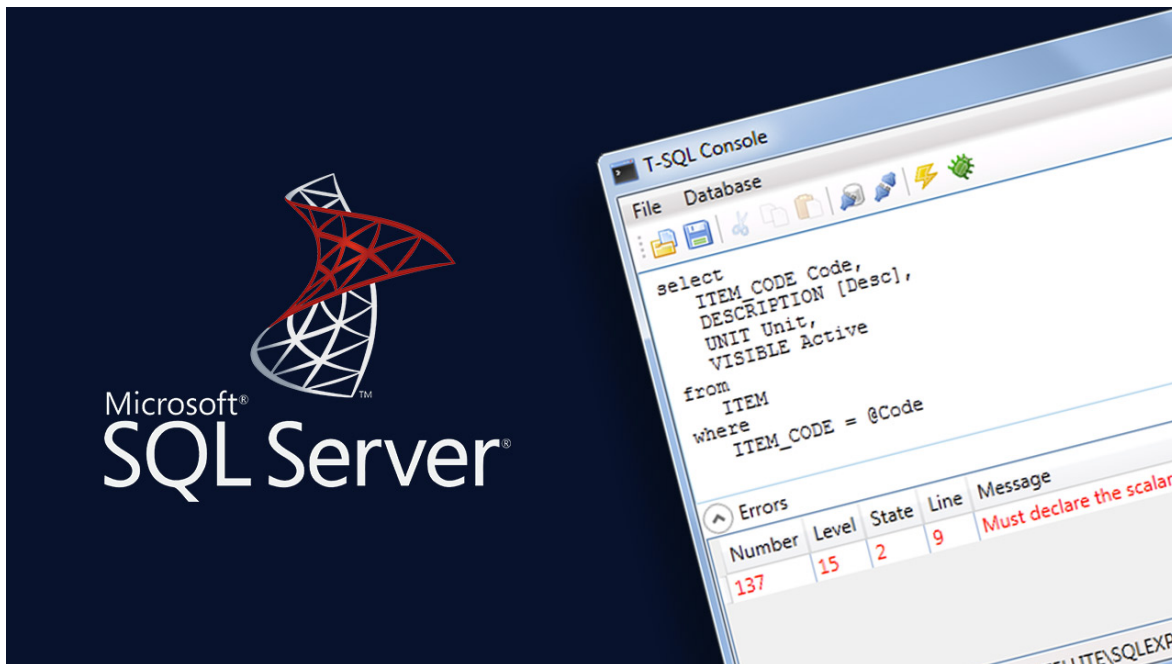 Microsoft®
SQL Server®
TM
T-SQL Console
File Database
select
ITEM_CODE Code,
DESCRIPTION [Desc],
UNIT Unit,
VISIBLE Active
from
ITEM
where
ITEM_CODE = @Code
Errors
Number Level State Line Message
137 15 2 9 Must declare the scalar